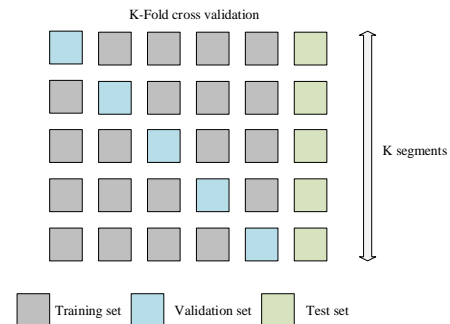 K-Fold cross validation
K segments
Training set
Validation set
Test set